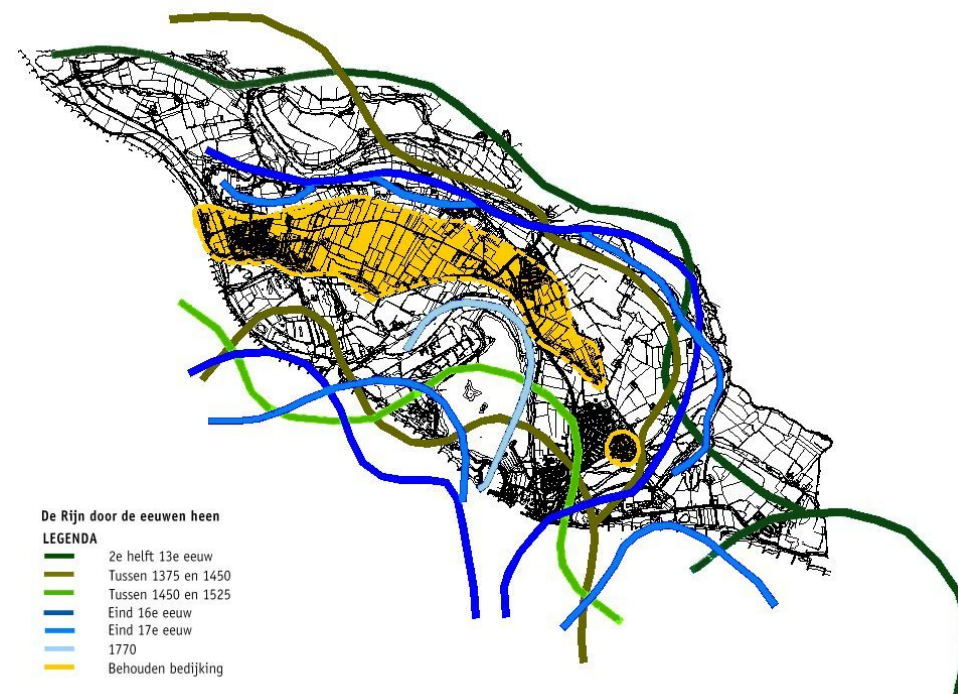 De Rijn door de eeuwen heen
LEGENDA
2e helft 13e eeuw
Tussen 1375 en 1450
Tussen 1450 en 1525
Eind 16e eeuw
Eind 17e eeuw
1770
Behouden bedijking